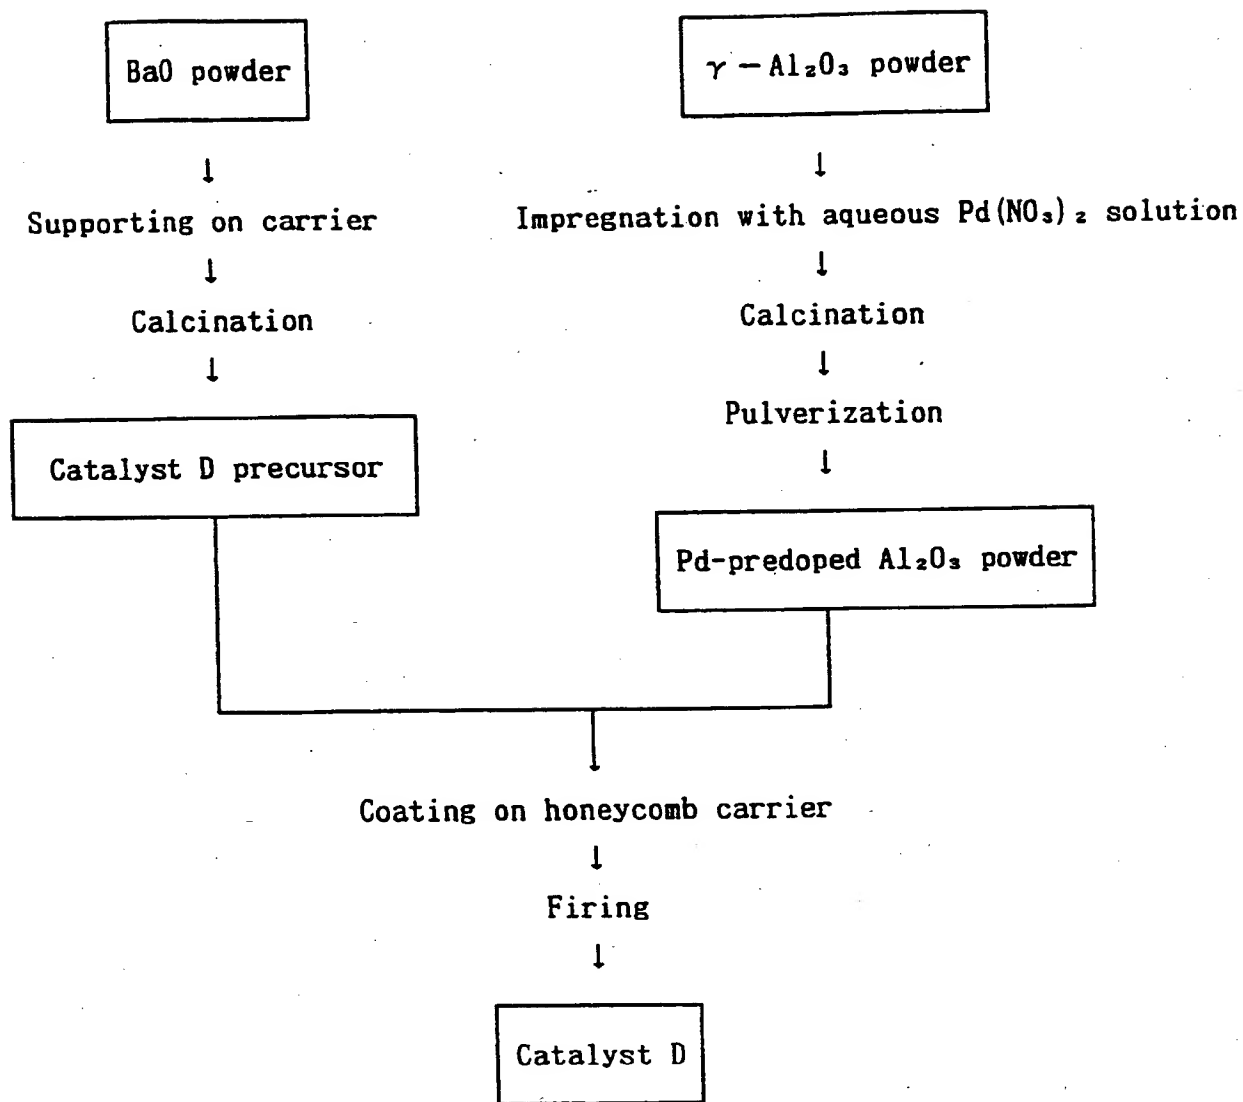 BaO powder
↓
Supporting on carrier
↓
Calcination
↓
Catalyst D precursor
γ-Al₂O₃ powder
↓
Impregnation with aqueous Pd(NO₃)₂ solution
↓
Calcination
↓
Pulverization
↓
Pd-predoped Al₂O₃ powder
Coating on honeycomb carrier
↓
Firing
↓
Catalyst D